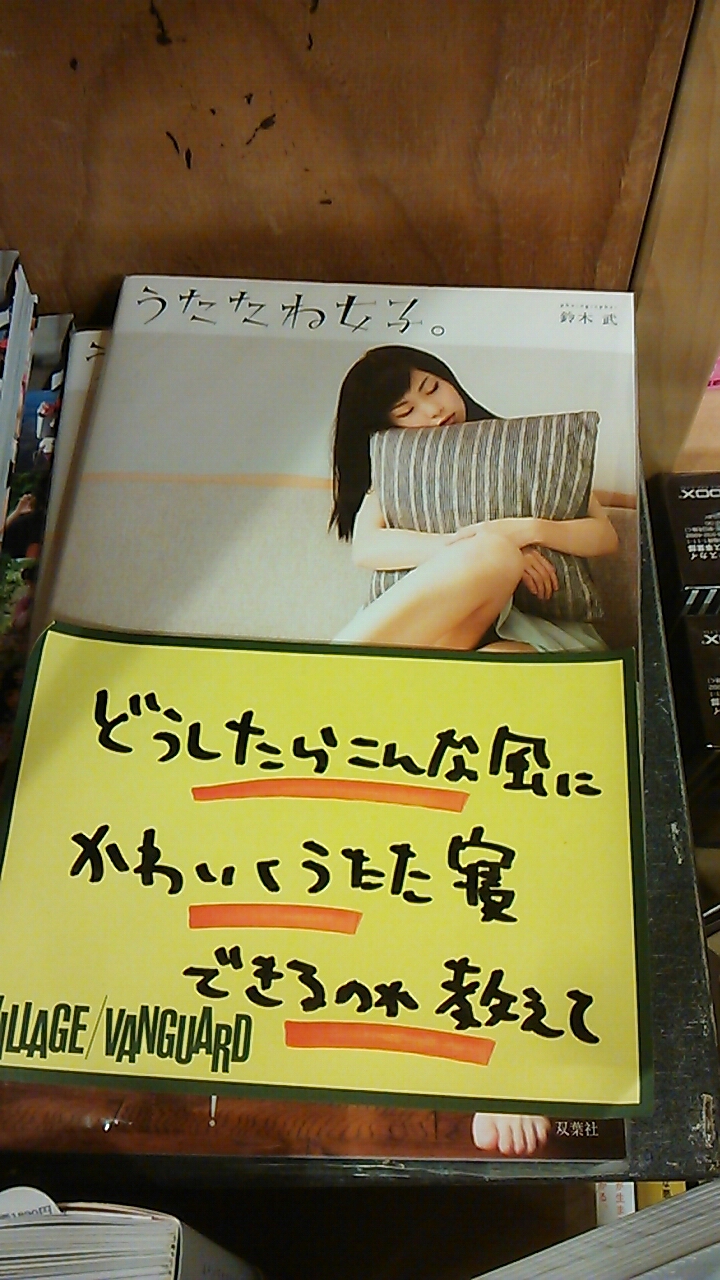 うたたね女子。
鈴木 武
どうしたらこんな風に
かわいくうたた寝
できるのか教えて
VILLAGE/VANGUARD
双葉社